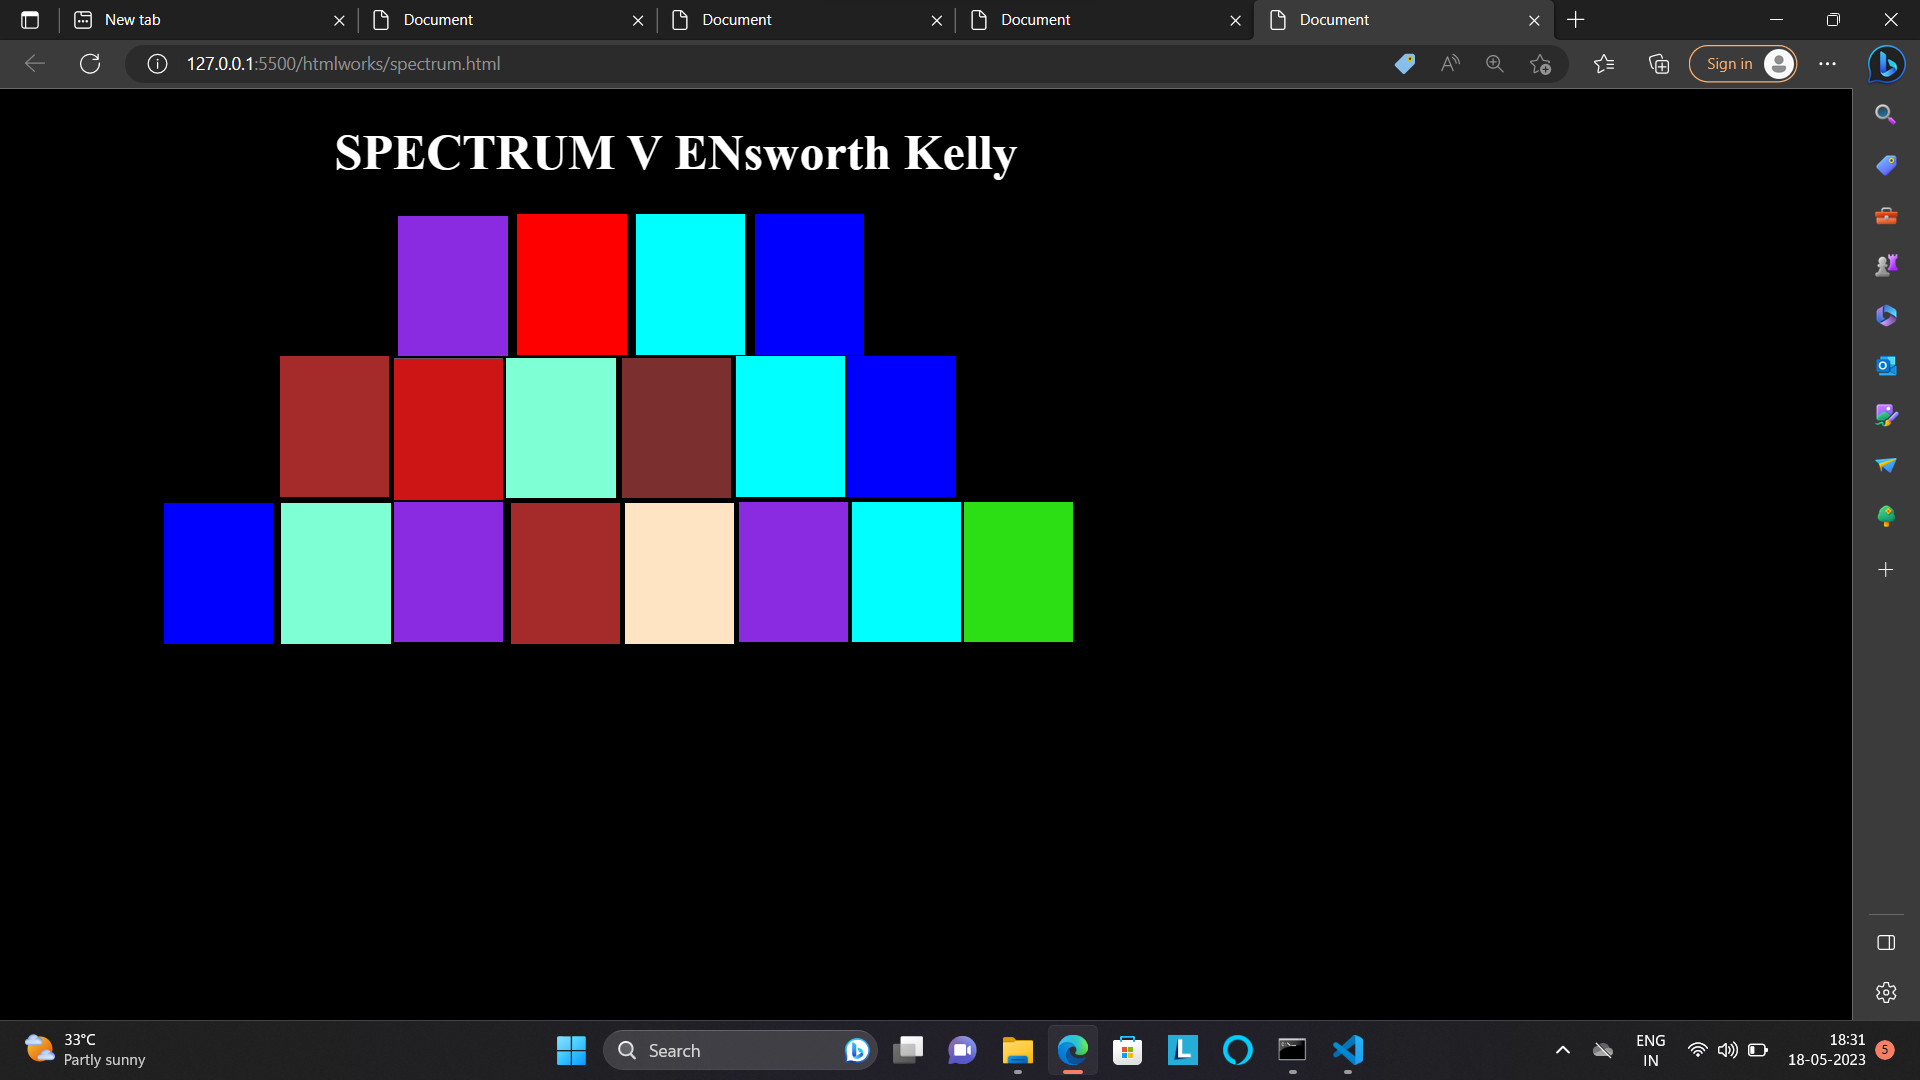 New tab
Document
Document
Document
Document
127.0.0.1:5500/htmlworks/spectrum.html
Sign in
SPECTRUM V ENsworth Kelly
33°C
Partly sunny
Search
ENG
IN
18:31
18-05-2023
5